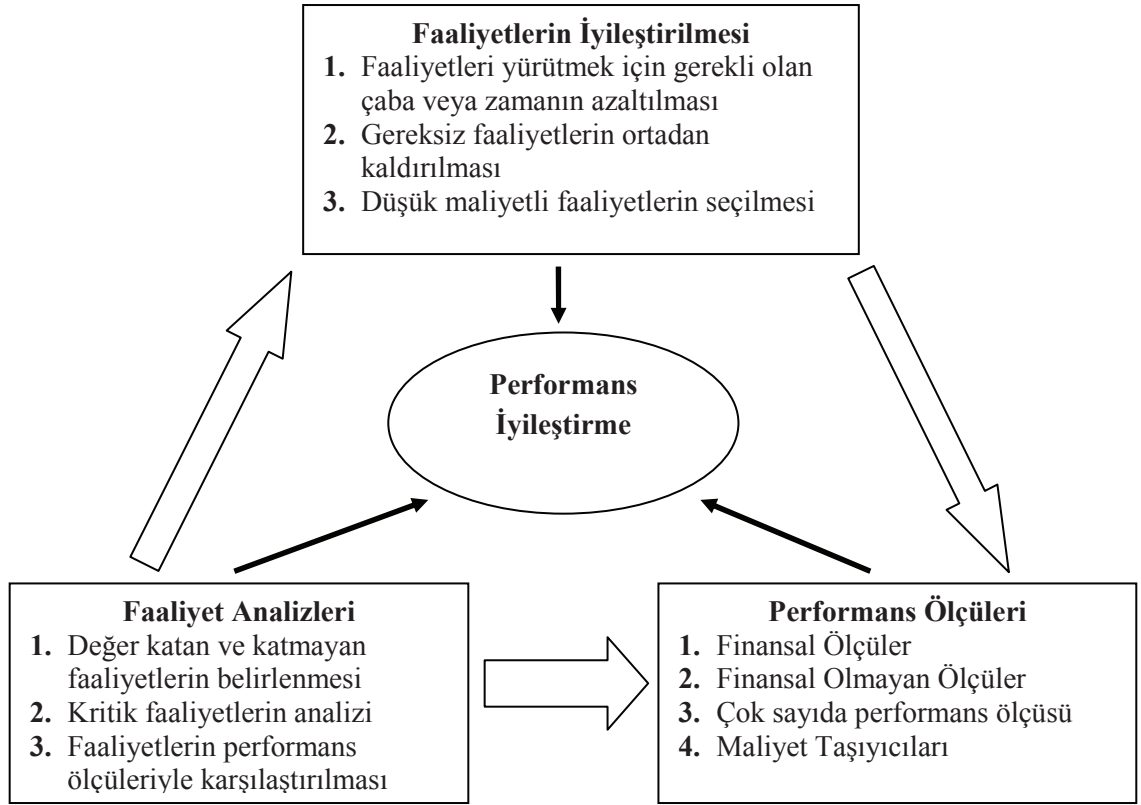 Faaliyetlerin İyileştirilmesi
1. Faaliyetleri yürütmek için gerekli olan
çaba veya zamanın azaltılması
2. Gereksiz faaliyetlerin ortadan
kaldırılması
3. Düşük maliyetli faaliyetlerin seçilmesi
Performans
İyileştirme
Faaliyet Analizleri
1. Değer katan ve katmayan
faaliyetlerin belirlenmesi
2. Kritik faaliyetlerin analizi
3. Faaliyetlerin performans
ölçüleriyle karşılaştırılması
Performans Ölçüleri
1. Finansal Ölçüler
2. Finansal Olmayan Ölçüler
3. Çok sayıda performans ölçüsü
4. Maliyet Taşıyıcıları